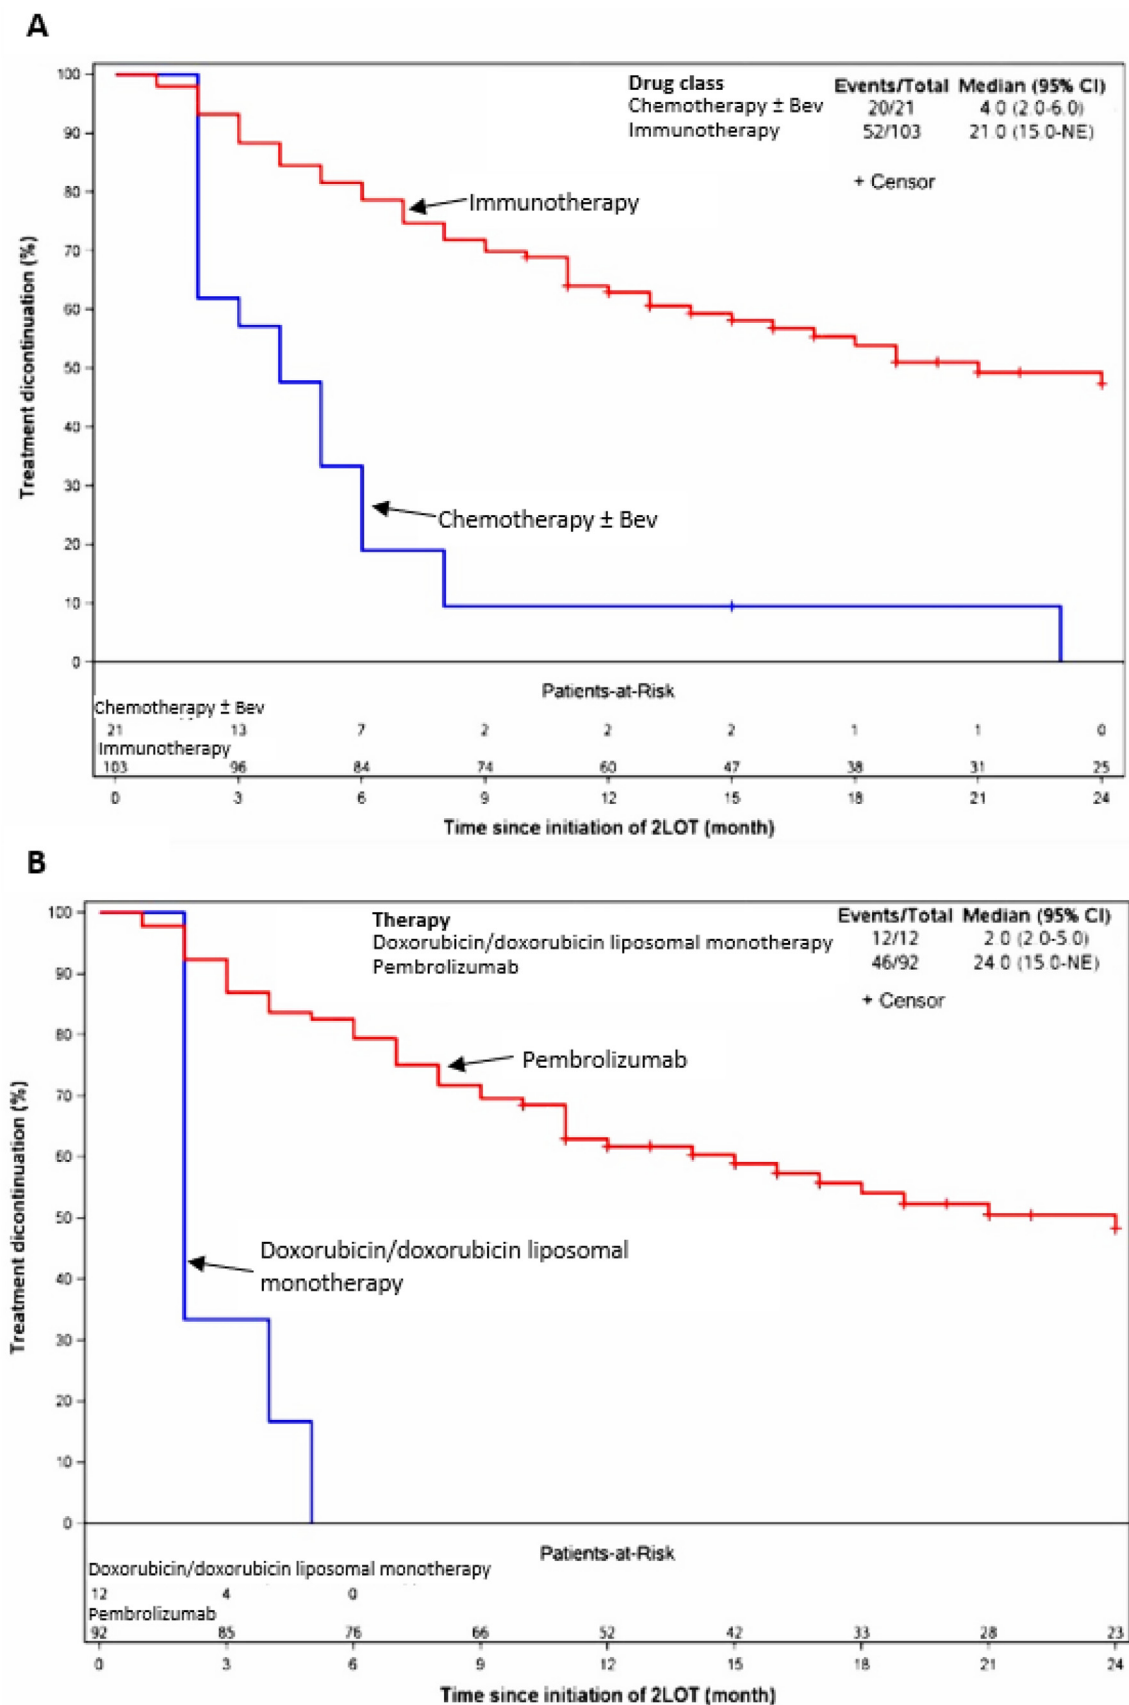 A
Drug class Events/Total Median (95% CI)
Chemotherapy ± Bev 20/21 4.0 (2.0-6.0)
Immunotherapy 52/103 21.0 (15.0-NE)
+ Censor
100
90
80
70
60
50
40
30
20
10
0
Treatment dicontinuation (%)
Immunotherapy
Chemotherapy ± Bev
Patients-at-Risk
Chemotherapy ± Bev
21 13 7 2 2 2 1 1 0
Immunotherapy
103 96 84 74 60 47 38 31 25
0 3 6 9 12 15 18 21 24
Time since initiation of 2LOT (month)
B
Therapy Events/Total Median (95% CI)
Doxorubicin/doxorubicin liposomal monotherapy 12/12 2.0 (2.0-5.0)
Pembrolizumab 46/92 24.0 (15.0-NE)
+ Censor
100
90
80
70
60
50
40
30
20
10
0
Treatment dicontinuation (%)
Pembrolizumab
Doxorubicin/doxorubicin liposomal
monotherapy
Patients-at-Risk
Doxorubicin/doxorubicin liposomal monotherapy
12 4 0
Pembrolizumab
92 85 76 66 52 42 33 28 23
0 3 6 9 12 15 18 21 24
Time since initiation of 2LOT (month)